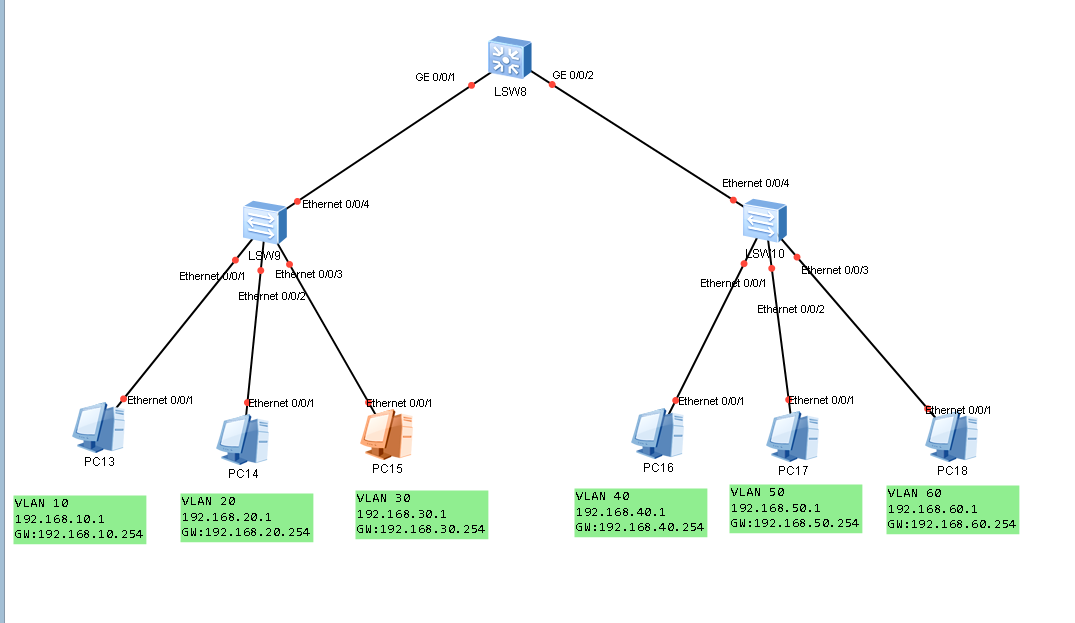 GE 0/0/1
GE 0/0/2
LSW8
Ethernet 0/0/4
Ethernet 0/0/4
LSW9
LSW10
Ethernet 0/0/1
Ethernet 0/0/3
Ethernet 0/0/2
Ethernet 0/0/1
Ethernet 0/0/3
Ethernet 0/0/2
Ethernet 0/0/1
Ethernet 0/0/1
Ethernet 0/0/1
Ethernet 0/0/1
Ethernet 0/0/1
Ethernet 0/0/1
PC13
PC14
PC15
PC16
PC17
PC18
VLAN 10
192.168.10.1
GW:192.168.10.254
VLAN 20
192.168.20.1
GW:192.168.20.254
VLAN 30
192.168.30.1
GW:192.168.30.254
VLAN 40
192.168.40.1
GW:192.168.40.254
VLAN 50
192.168.50.1
GW:192.168.50.254
VLAN 60
192.168.60.1
GW:192.168.60.254